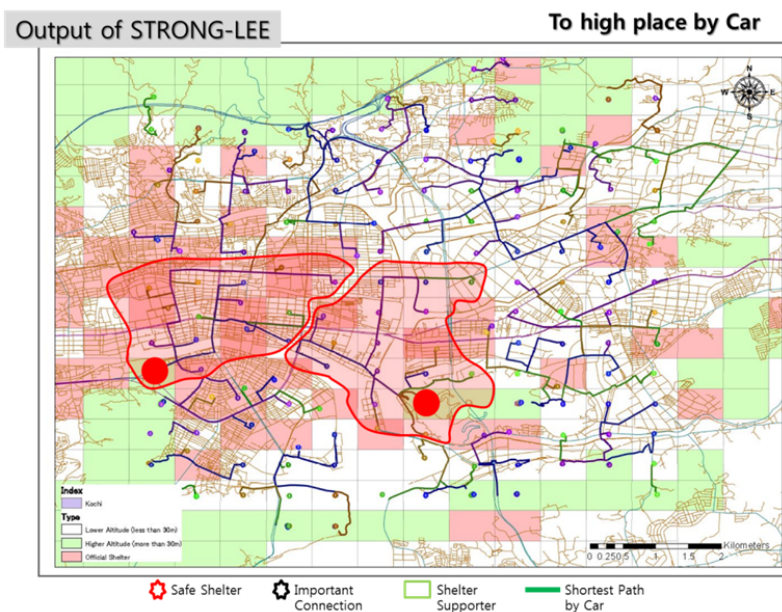 Output of STRONG-LEE
To high place by Car
N
W E
S
Index
Kochi
Type
Lower Altitude (less than 30m)
Higher Altitude (more than 30m)
Official Shelter
0 0.250.5 1 1.5 2
Kilometers
Safe Shelter
Important
Connection
Shelter
Supporter
Shortest Path
by Car